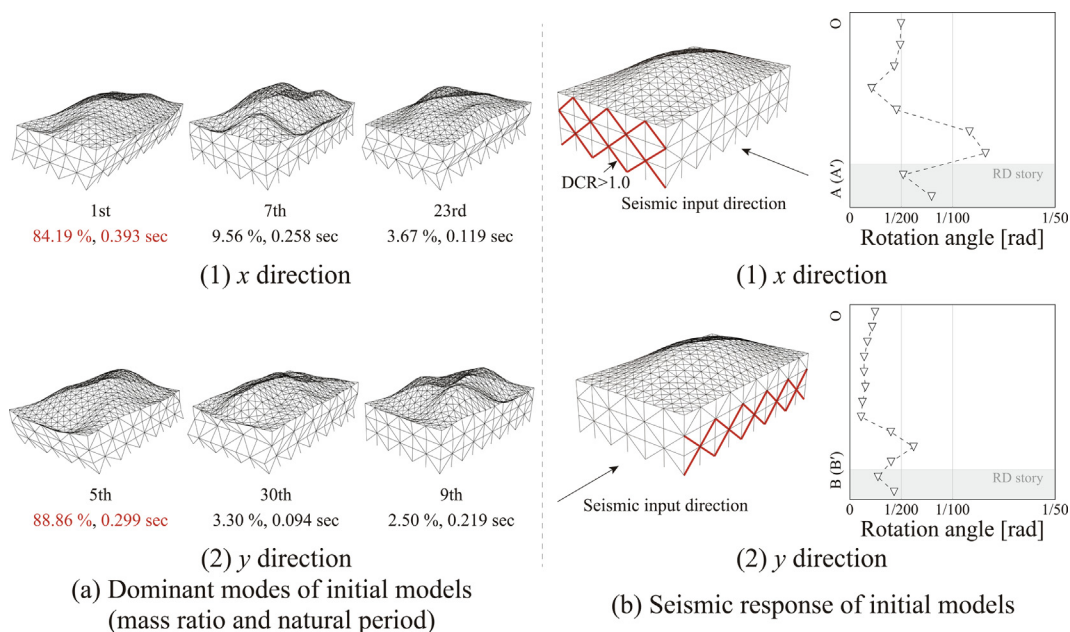 1st
84.19 %, 0.393 sec
7th
9.56 %, 0.258 sec
23rd
3.67 %, 0.119 sec
(1) x direction
5th
88.86 %, 0.299 sec
30th
3.30 %, 0.094 sec
9th
2.50 %, 0.219 sec
(2) y direction
(a) Dominant modes of initial models
(mass ratio and natural period)
DCR>1.0
Seismic input direction
O
A (A′)
RD story
0
1/200
1/100
1/50
Rotation angle [rad]
(1) x direction
Seismic input direction
O
B (B′)
RD story
0
1/200
1/100
1/50
Rotation angle [rad]
(2) y direction
(b) Seismic response of initial models